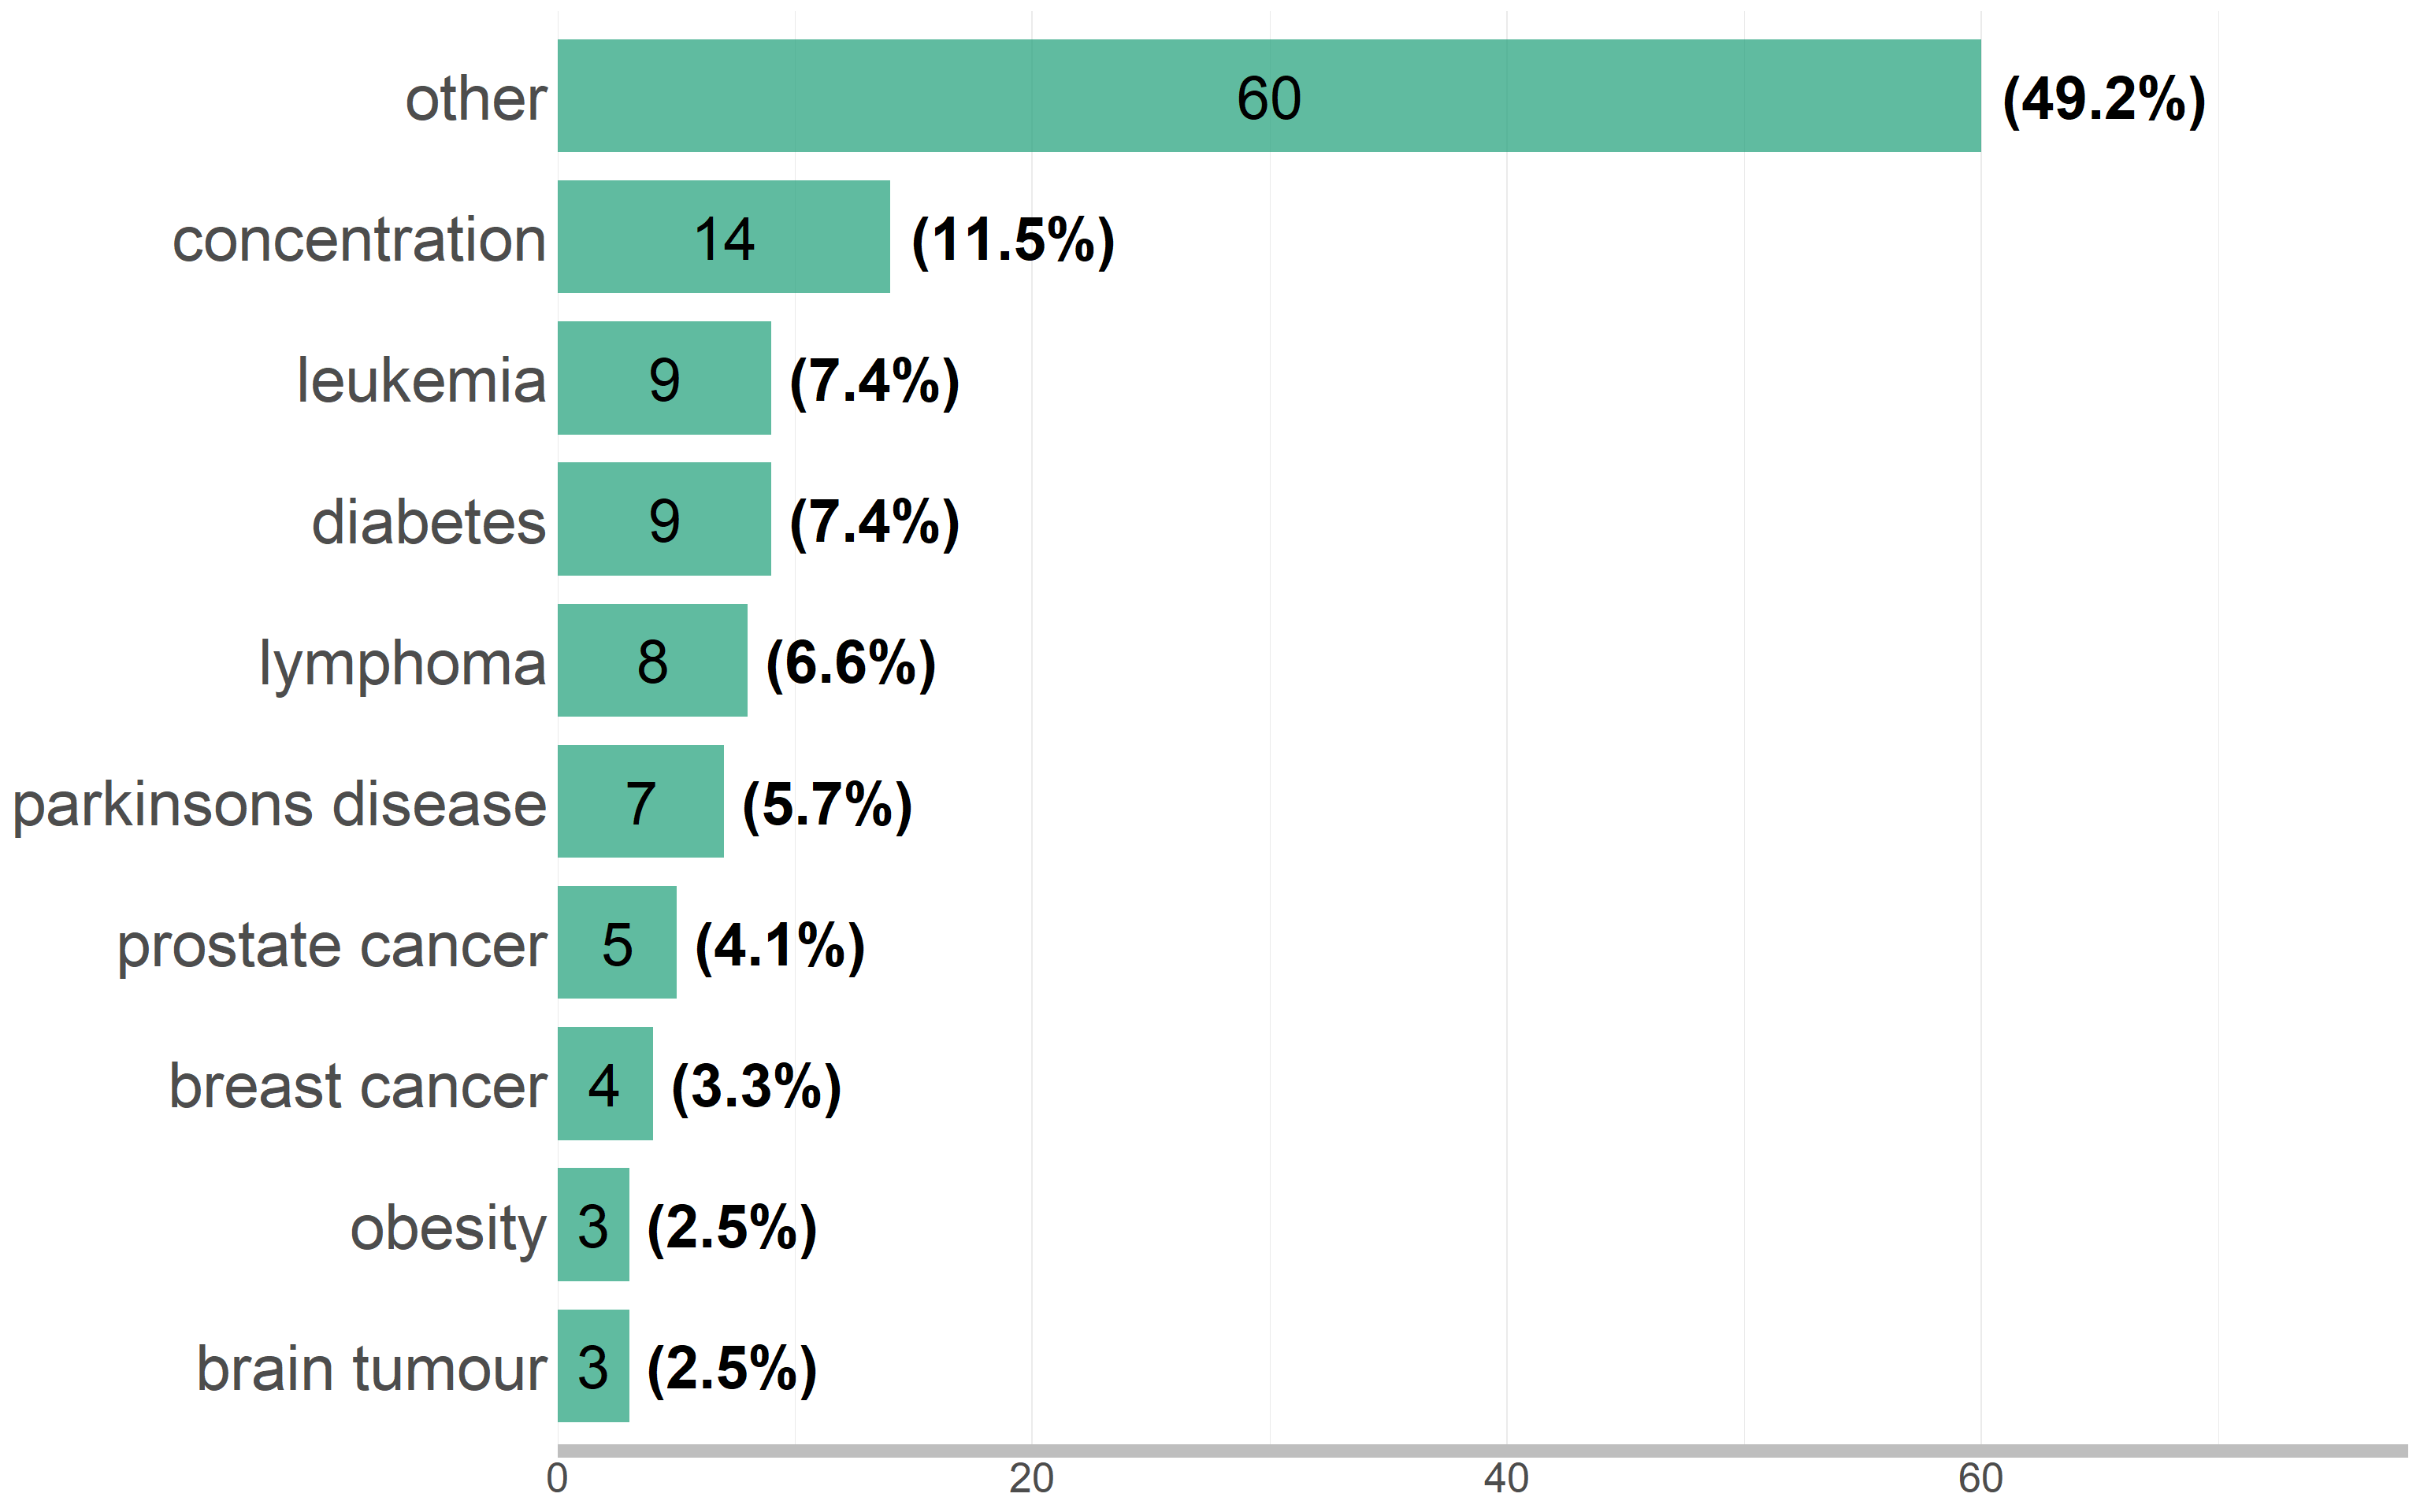 other 60 (49.2%)
concentration 14 (11.5%)
leukemia 9 (7.4%)
diabetes 9 (7.4%)
lymphoma 8 (6.6%)
parkinsons disease 7 (5.7%)
prostate cancer 5 (4.1%)
breast cancer 4 (3.3%)
obesity 3 (2.5%)
brain tumour 3 (2.5%)
0 20 40 60